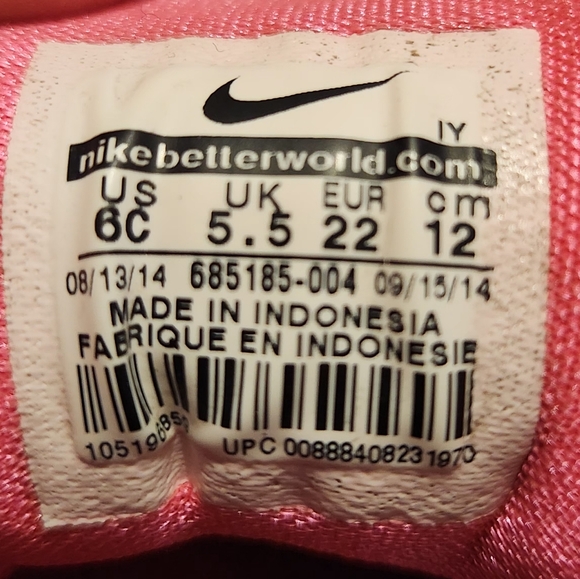 IY
nikebetterworld.com
US UK EUR cm
6C 5.5 22 12
08/13/14 685185-004 09/15/14
MADE IN INDONESIA
FABRIQUE EN INDONESIE
UPC 00888408231970